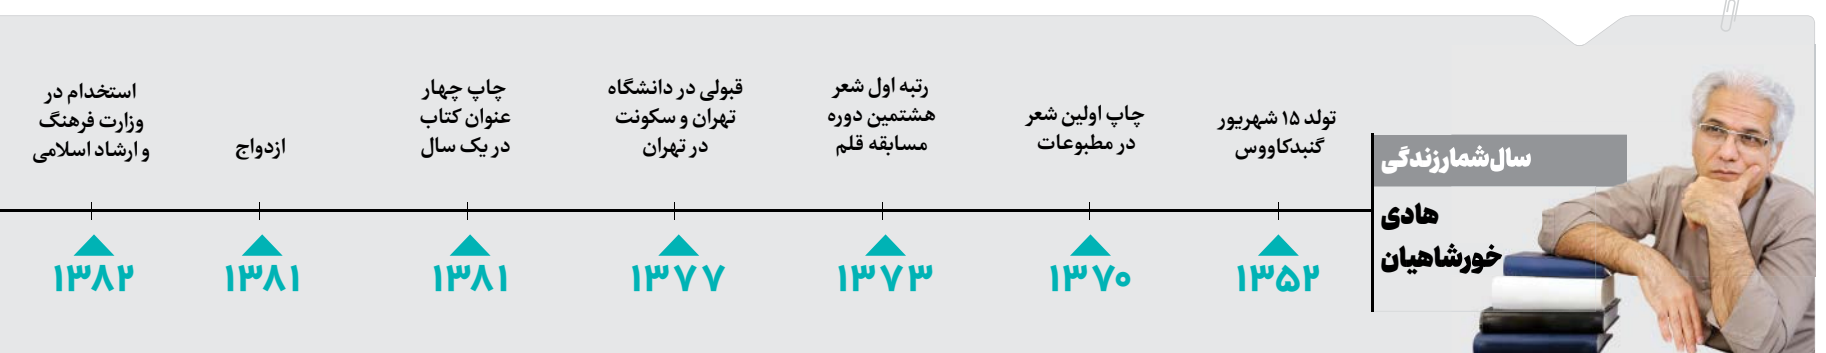 سال‌شمار زندگی
هادی
خورشاهیان
تولد ۱۵ شهریور
گنبدکاووس
۱۳۵۲
چاپ اولین شعر
در مطبوعات
۱۳۷۰
رتبه اول شعر
هشتمین دوره
مسابقه قلم
۱۳۷۳
قبولی در دانشگاه
تهران و سکونت
در تهران
۱۳۷۷
چاپ چهار
عنوان کتاب
در یک سال
۱۳۸۱
ازدواج
۱۳۸۱
استخدام در
وزارت فرهنگ
و ارشاد اسلامی
۱۳۸۲